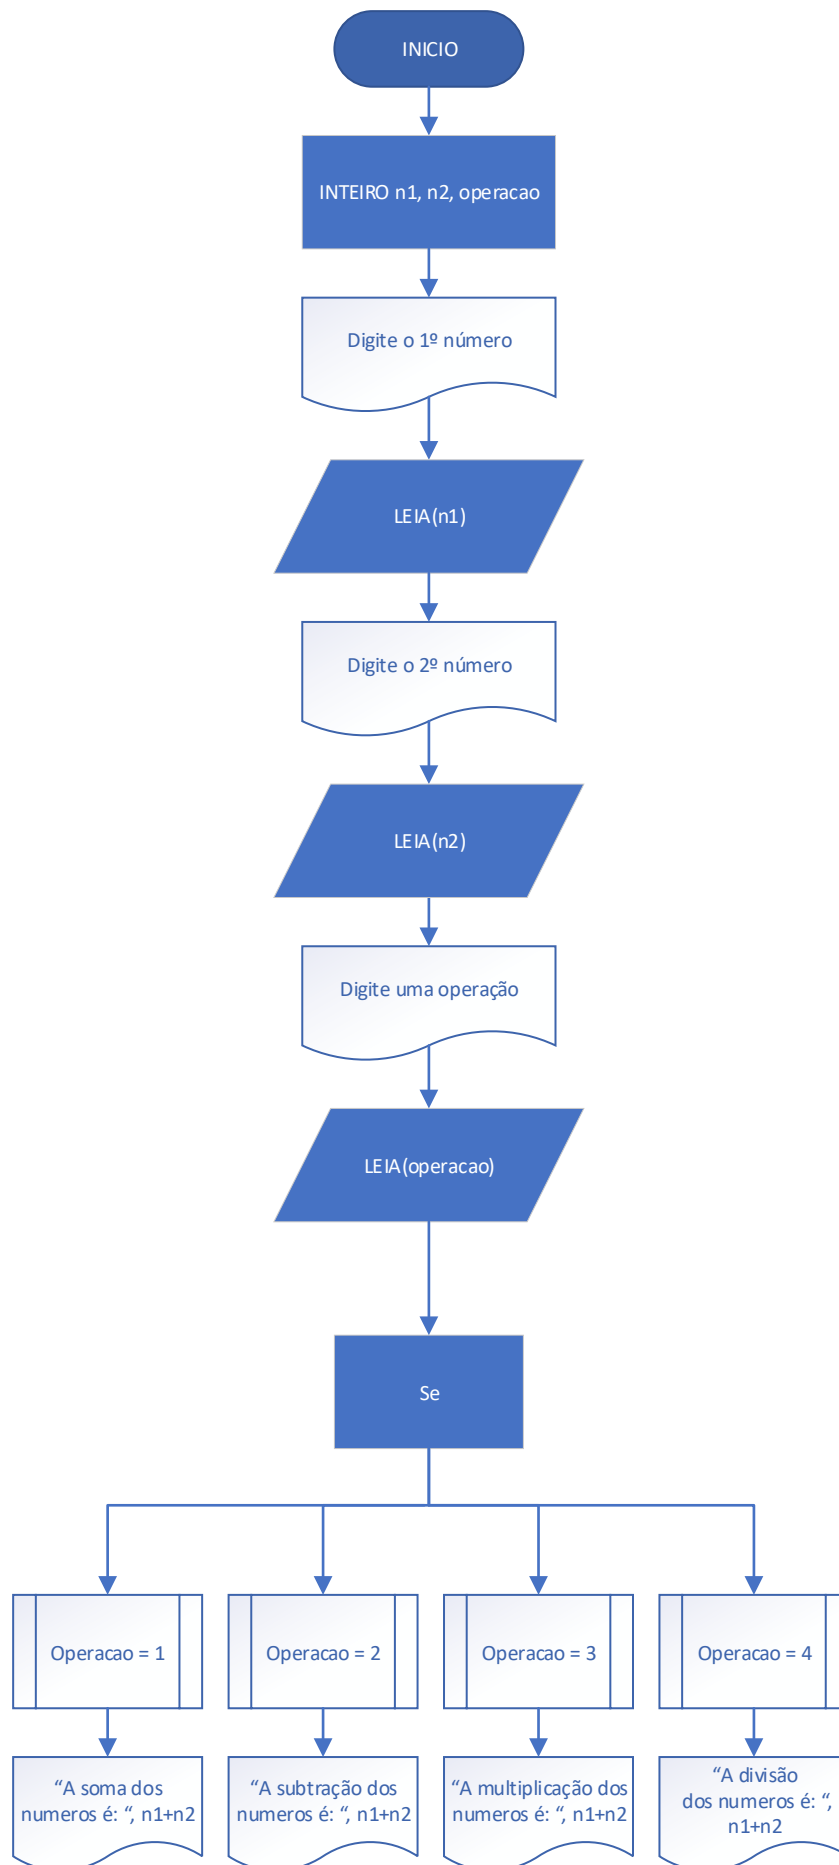 INICIO
INTEIRO n1, n2, operacao
Digite o 1º número
LEIA(n1)
Digite o 2º número
LEIA(n2)
Digite uma operação
LEIA(operacao)
Se
Operacao = 1
Operacao = 2
Operacao = 3
Operacao = 4
“A soma dos
numeros é: “, n1+n2
“A subtração dos
numeros é: “, n1+n2
“A multiplicação dos
numeros é: “, n1+n2
“A divisão
dos numeros é: “,
n1+n2